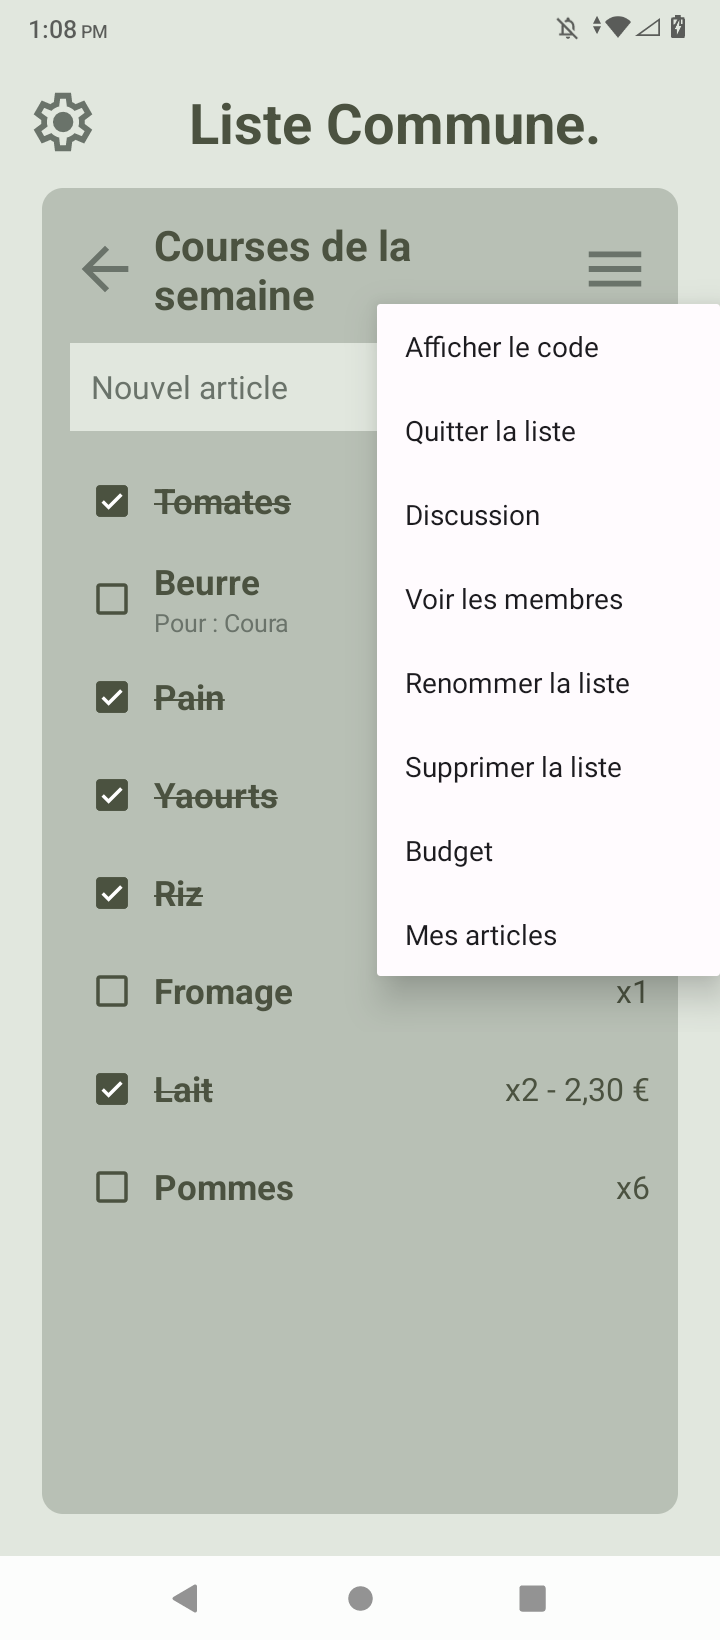 1:08 PM
Liste Commune.
Courses de la
semaine
Nouvel article
Afficher le code
Quitter la liste
Discussion
Voir les membres
Renommer la liste
Supprimer la liste
Budget
Mes articles
Tomates
Beurre
Pour : Coura
Pain
Yaourts
Riz
Fromage x1
Lait x2 - 2,30 €
Pommes x6